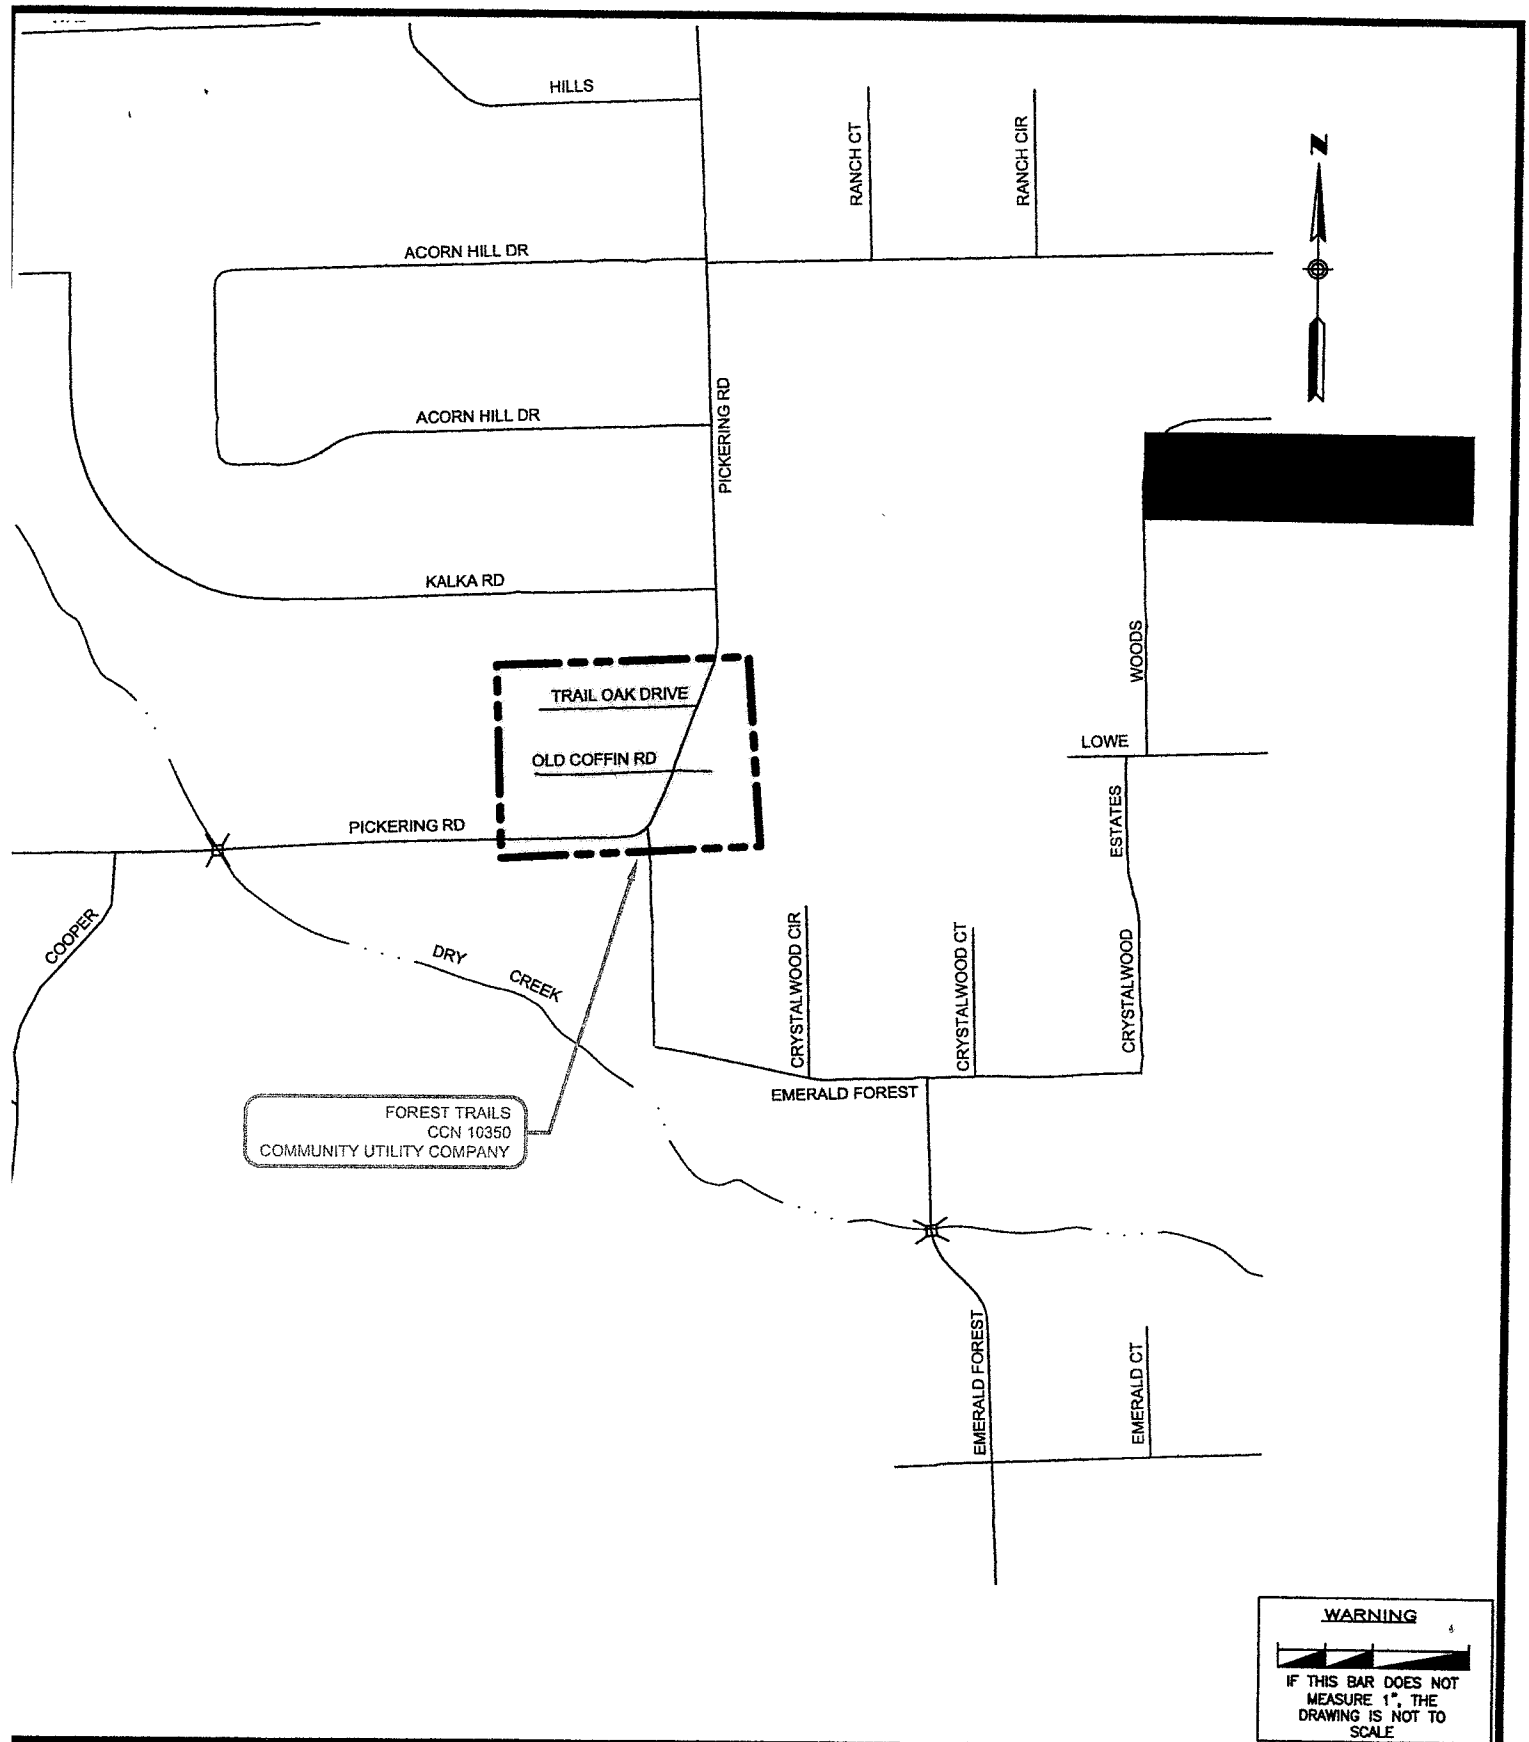 HILLS
RANCH CT
RANCH CIR
N
ACORN HILL DR
ACORN HILL DR
PICKERING RD
KALKA RD
WOODS
TRAIL OAK DRIVE
OLD COFFIN RD
LOWE
ESTATES
PICKERING RD
COOPER
DRY
CREEK
CRYSTALWOOD CIR
CRYSTALWOOD CT
CRYSTALWOOD
EMERALD FOREST
FOREST TRAILS
CCN 10350
COMMUNITY UTILITY COMPANY
EMERALD FOREST
EMERALD CT
WARNING
IF THIS BAR DOES NOT
MEASURE 1", THE
DRAWING IS NOT TO
SCALE